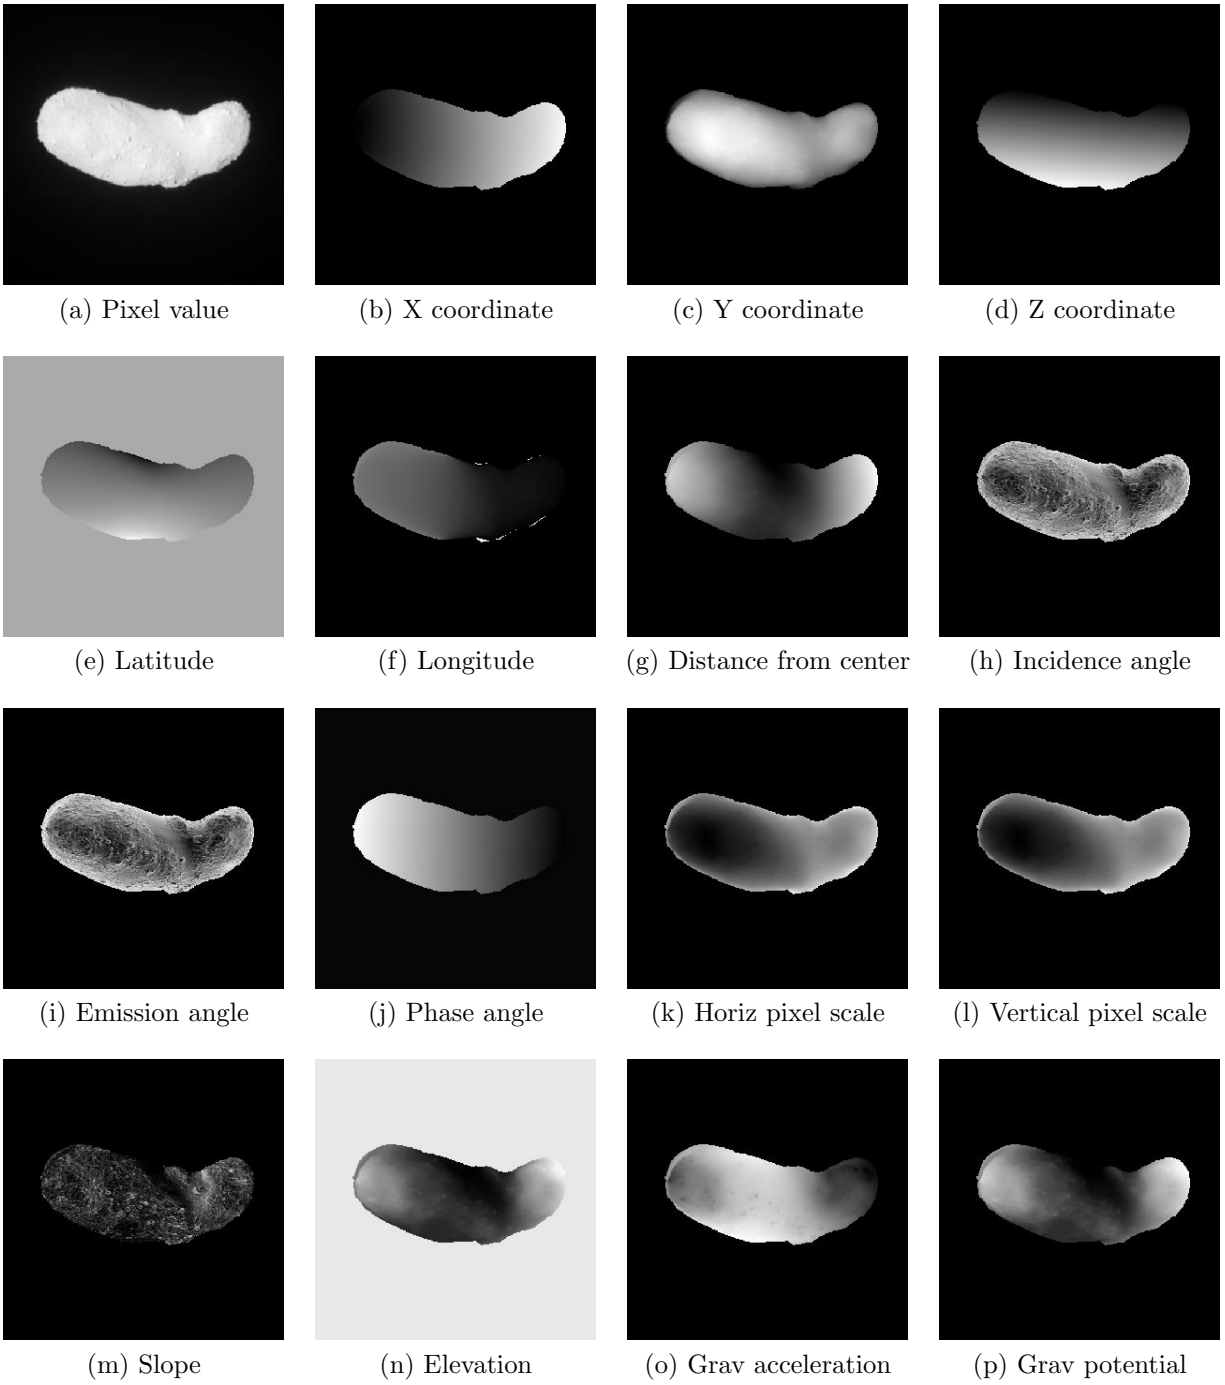 (a) Pixel value
(b) X coordinate
(c) Y coordinate
(d) Z coordinate
(e) Latitude
(f) Longitude
(g) Distance from center
(h) Incidence angle
(i) Emission angle
(j) Phase angle
(k) Horiz pixel scale
(l) Vertical pixel scale
(m) Slope
(n) Elevation
(o) Grav acceleration
(p) Grav potential